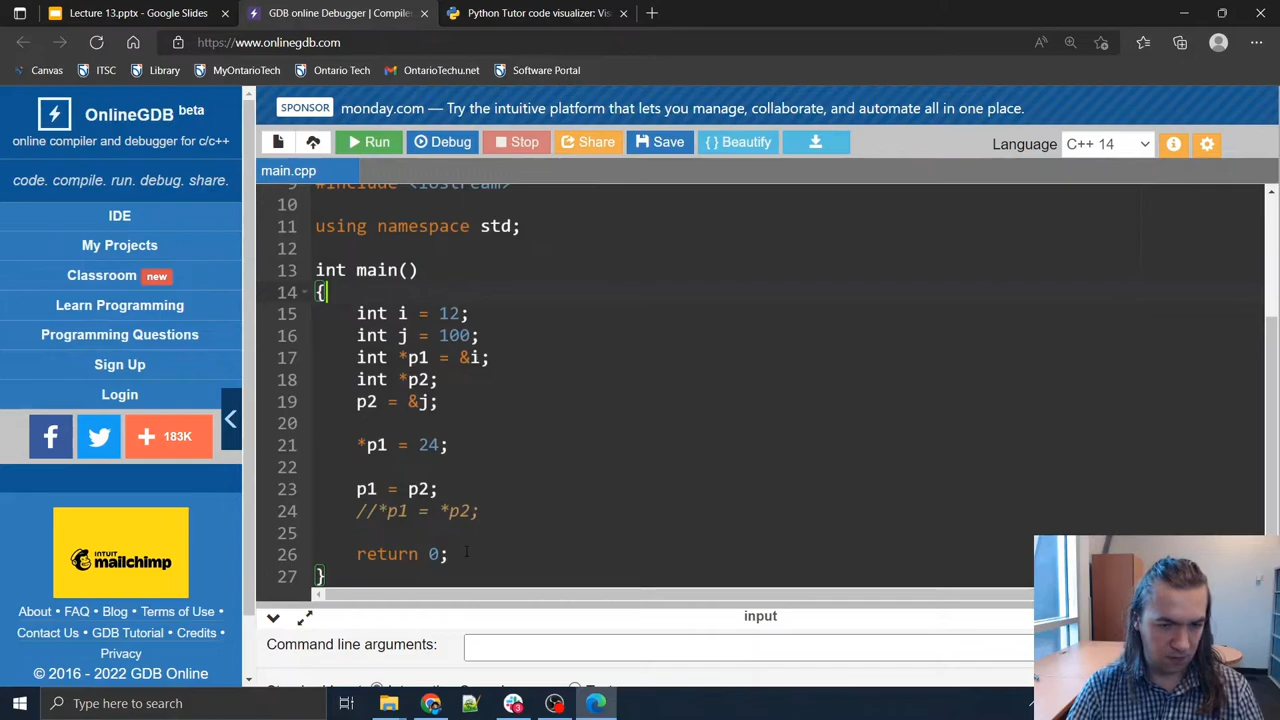 Lecture 13.pptx - Google Slides
GDB online Debugger | Compiler
Python Tutor code visualizer: Vis
https://www.onlinegdb.com
Canvas
ITSC
Library
MyOntarioTech
Ontario Tech
OntarioTechu.net
Software Portal
OnlineGDB beta
online compiler and debugger for c/c++
code. compile. run. debug. share.
IDE
My Projects
Classroom new
Learn Programming
Programming Questions
Sign Up
Login
183K
INTUIT
mailchimp
About • FAQ • Blog • Terms of Use •
Contact Us • GDB Tutorial • Credits •
Privacy
© 2016 - 2022 GDB Online
SPONSOR monday.com — Try the intuitive platform that lets you manage, collaborate, and automate all in one place.
Run Debug Stop Share Save { } Beautify
Language C++ 14
main.cpp
9 #include <iostream>
10
11 using namespace std;
12
13 int main()
14 {
15 int i = 12;
16 int j = 100;
17 int *p1 = &i;
18 int *p2;
19 p2 = &j;
20
21 *p1 = 24;
22
23 p1 = p2;
24 //*p1 = *p2;
25
26 return 0;
27 }
input
Command line arguments:
Type here to search